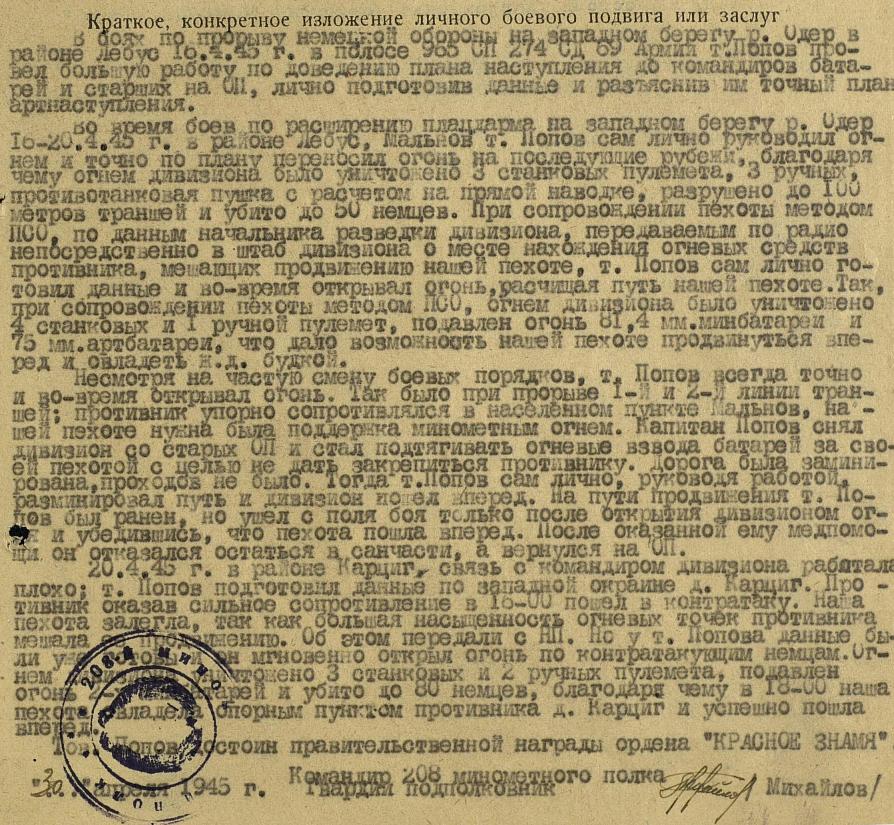 Краткое, конкретное изложение личного боевого подвига или заслуг
В боях по прорыву немецкой обороны на западном берегу р. Одер в
районе Лебус 16.4.45 г. в полосе 965 СП 274 СД 69 Армии т.Попов про-
вел большую работу по доведению плана наступления до командиров бата-
рей и старших на ОП, лично подготовив данные и разъяснив им точный план
артнаступления.
Во время боев по расширению плацдарма на западном берегу р. Одер
16-20.4.45 г. в районе Лебус, Мальнов т. Попов сам лично руководил ог-
нем и точно по плану переносил огонь на последующие рубежи, благодаря
чему огнем дивизиона было уничтожено 3 станковых пулемета, 3 ручных,
противотанковая пушка с расчетом на прямой наводке, разрушено до 100
метров траншей и убито до 50 немцев. При сопровождении пехоты методом
ПСО, по данным начальника разведки дивизиона, передаваемым по радио
непосредственно в штаб дивизиона о месте нахождения огневых средств
противника, мешающих продвижению нашей пехоте, т. Попов сам лично го-
товил данные и во-время открывал огонь,расчищая путь нашей пехоте.Так,
при сопровождении пехоты методом ПСО, огнем дивизиона было уничтожено
4 станковых и 1 ручной пулемет, подавлен огонь 81,4 мм.минбатареи и
75 мм.артбатареи, что дало возможность нашей пехоте продвинуться впе-
ред и овладеть ж.д. будкой.
Несмотря на частую смену боевых порядков, т. Попов всегда точно
и во-время открывал огонь. Так было при прорыве 1-й и 2-й линии тран-
шей; противник упорно сопротивлялся в населенном пункте Мальнов, на-
шей пехоте нужна была поддержка минометным огнем. Капитан Попов снял
дивизион со старых ОП и стал подтягивать огневые взвода батарей за сво-
ей пехотой с целью не дать закрепиться противнику. Дорога была замини-
рована,проходов не было. Тогда т.Попов сам лично, руководя работой,
разминировал путь и дивизион пошел вперед. На пути продвижения т. По-
пов был ранен, но ушел с поля боя только после открытия дивизионом ог-
я и убедившись, что пехота пошла вперед. После оказанной ему медпомо-
щи он отказался остаться в санчасти, а вернулся на ОП.
20.4.45 г. в районе Карциг, связь с командиром дивизиона работала
плохо; т. Попов подготовил данные по западной окраине д. Карциг. Про-
тивник оказав сильное сопротивление в 16-00 пошел в контратаку. Наша
пехота залегла, так как большая насыщенность огневых точек противника
мешала продвижению. Об этом передали с НП. Но у т. Попова данные бы-
ли он мгновенно открыл огонь по контратакующим немцам.Ог-
нем 3 станковых и 2 ручных пулемета, подавлен
огонь и убито до 80 немцев, благодаря чему в 18-00 наша
пехота овладела опорным пунктом противника д. Карциг и успешно пошла
вперед.
Тов. Попов достоин правительственной награды ордена "КРАСНОЕ ЗНАМЯ"
Командир 208 минометного полка
"30" апреля 1945 г. Гвардии подполковник Михайлов/
208-й мин